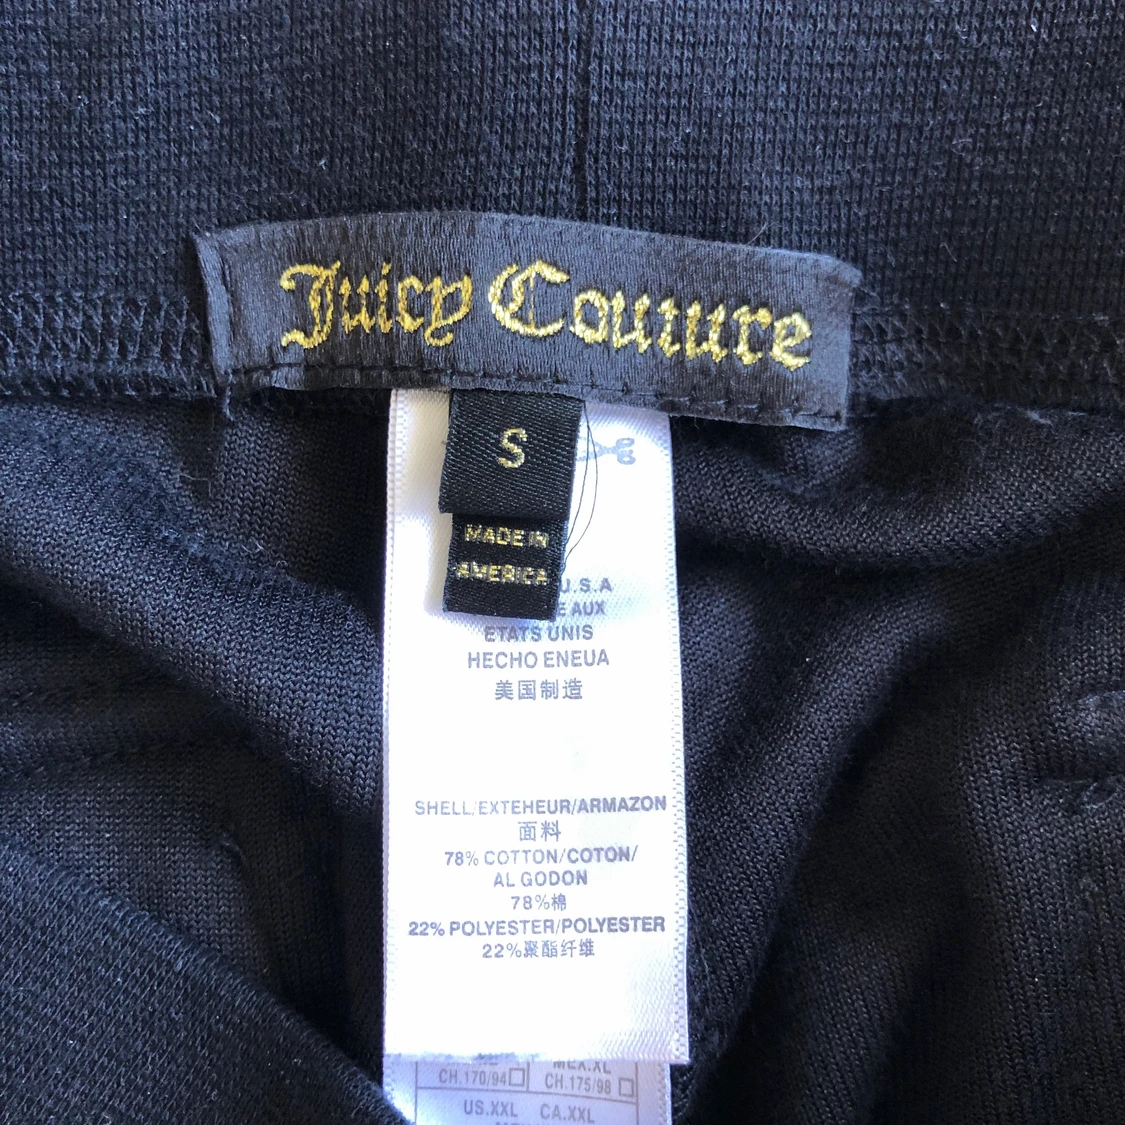 Juicy Couture
S
MADE IN
AMERICA
U.S.A
E AUX
ETATS UNIS
HECHO ENEUA
美国制造
SHELL/EXTEHEUR/ARMAZON
面料
78% COTTON/COTON/
AL GODON
78%棉
22% POLYESTER/POLYESTER
22%聚酯纤维
MEX.XL
CH.170/94 CH.175/98
US.XXL CA.XXL